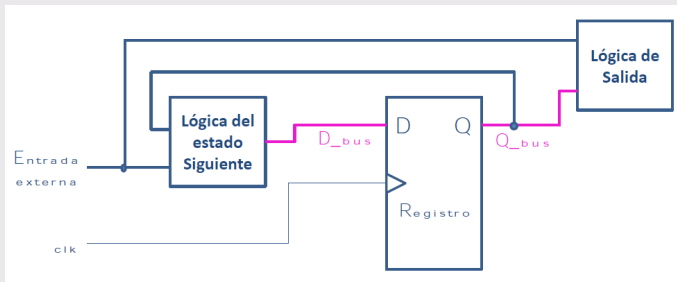 Lógica de
Salida
Lógica del
estado
Siguiente
D
Q
D_bus
Q_bus
Entrada
externa
Registro
clk